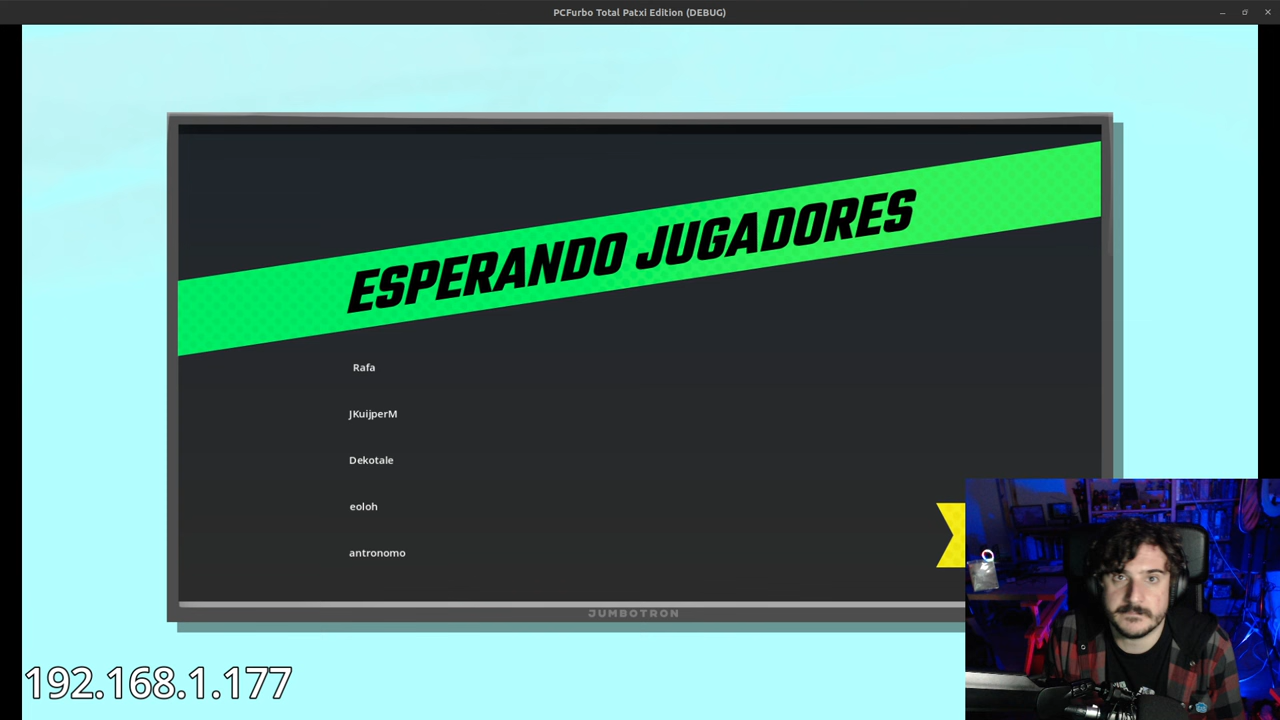 PCFurbo Total Patxi Edition (DEBUG)
ESPERANDO JUGADORES
Rafa
JKuijperM
Dekotale
eoloh
antronomo
JUMBOTRON
192.168.1.177